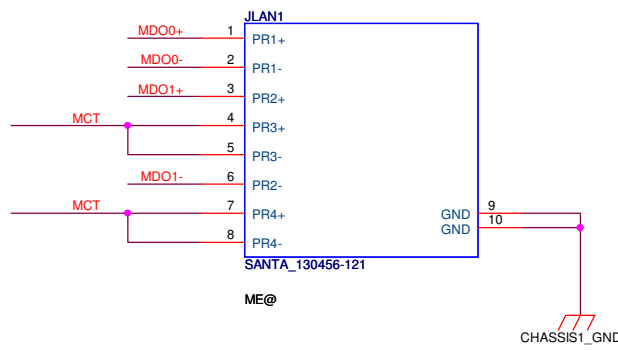 JLAN1
MDO0+ 1 PR1+
MDO0- 2 PR1-
MDO1+ 3 PR2+
MCT 4 PR3+
5 PR3-
MDO1- 6 PR2-
MCT 7 PR4+ GND 9
8 PR4- GND 10
SANTA_130456-121
ME@
CHASSIS1_GND